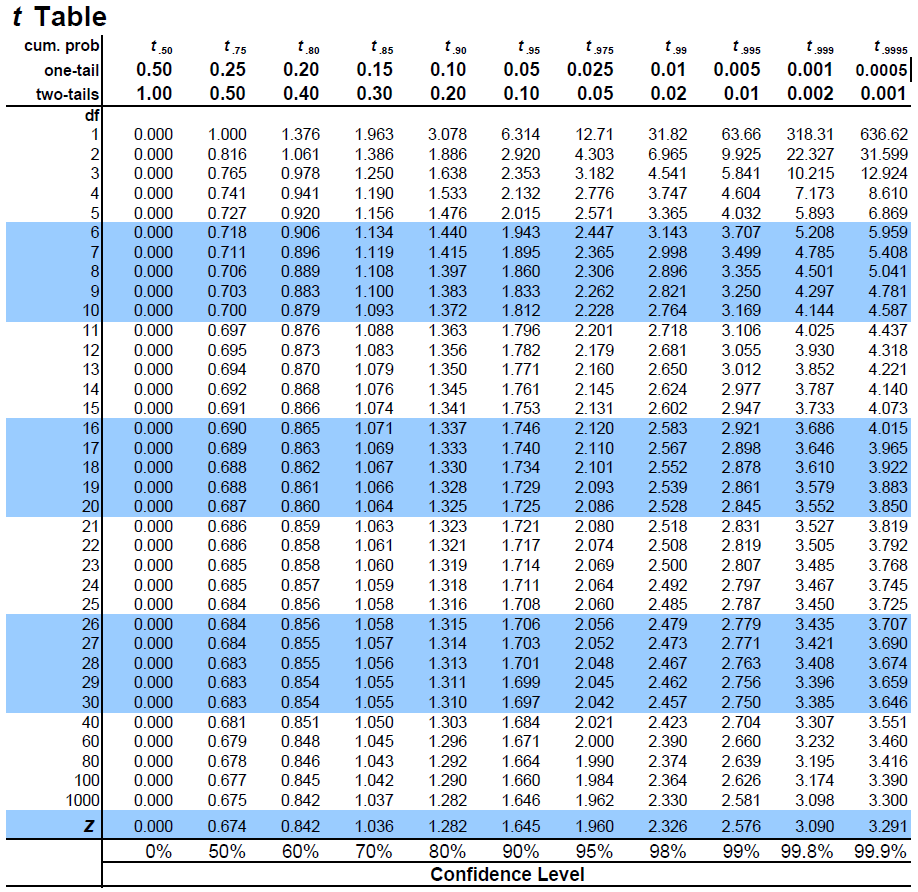 t Table
cum. prob t .50 t .75 t .80 t .85 t .90 t .95 t .975 t .99 t .995 t .999 t .9995
one-tail 0.50 0.25 0.20 0.15 0.10 0.05 0.025 0.01 0.005 0.001 0.0005
two-tails 1.00 0.50 0.40 0.30 0.20 0.10 0.05 0.02 0.01 0.002 0.001
df
1 0.000 1.000 1.376 1.963 3.078 6.314 12.71 31.82 63.66 318.31 636.62
2 0.000 0.816 1.061 1.386 1.886 2.920 4.303 6.965 9.925 22.327 31.599
3 0.000 0.765 0.978 1.250 1.638 2.353 3.182 4.541 5.841 10.215 12.924
4 0.000 0.741 0.941 1.190 1.533 2.132 2.776 3.747 4.604 7.173 8.610
5 0.000 0.727 0.920 1.156 1.476 2.015 2.571 3.365 4.032 5.893 6.869
6 0.000 0.718 0.906 1.134 1.440 1.943 2.447 3.143 3.707 5.208 5.959
7 0.000 0.711 0.896 1.119 1.415 1.895 2.365 2.998 3.499 4.785 5.408
8 0.000 0.706 0.889 1.108 1.397 1.860 2.306 2.896 3.355 4.501 5.041
9 0.000 0.703 0.883 1.100 1.383 1.833 2.262 2.821 3.250 4.297 4.781
10 0.000 0.700 0.879 1.093 1.372 1.812 2.228 2.764 3.169 4.144 4.587
11 0.000 0.697 0.876 1.088 1.363 1.796 2.201 2.718 3.106 4.025 4.437
12 0.000 0.695 0.873 1.083 1.356 1.782 2.179 2.681 3.055 3.930 4.318
13 0.000 0.694 0.870 1.079 1.350 1.771 2.160 2.650 3.012 3.852 4.221
14 0.000 0.692 0.868 1.076 1.345 1.761 2.145 2.624 2.977 3.787 4.140
15 0.000 0.691 0.866 1.074 1.341 1.753 2.131 2.602 2.947 3.733 4.073
16 0.000 0.690 0.865 1.071 1.337 1.746 2.120 2.583 2.921 3.686 4.015
17 0.000 0.689 0.863 1.069 1.333 1.740 2.110 2.567 2.898 3.646 3.965
18 0.000 0.688 0.862 1.067 1.330 1.734 2.101 2.552 2.878 3.610 3.922
19 0.000 0.688 0.861 1.066 1.328 1.729 2.093 2.539 2.861 3.579 3.883
20 0.000 0.687 0.860 1.064 1.325 1.725 2.086 2.528 2.845 3.552 3.850
21 0.000 0.686 0.859 1.063 1.323 1.721 2.080 2.518 2.831 3.527 3.819
22 0.000 0.686 0.858 1.061 1.321 1.717 2.074 2.508 2.819 3.505 3.792
23 0.000 0.685 0.858 1.060 1.319 1.714 2.069 2.500 2.807 3.485 3.768
24 0.000 0.685 0.857 1.059 1.318 1.711 2.064 2.492 2.797 3.467 3.745
25 0.000 0.684 0.856 1.058 1.316 1.708 2.060 2.485 2.787 3.450 3.725
26 0.000 0.684 0.856 1.058 1.315 1.706 2.056 2.479 2.779 3.435 3.707
27 0.000 0.684 0.855 1.057 1.314 1.703 2.052 2.473 2.771 3.421 3.690
28 0.000 0.683 0.855 1.056 1.313 1.701 2.048 2.467 2.763 3.408 3.674
29 0.000 0.683 0.854 1.055 1.311 1.699 2.045 2.462 2.756 3.396 3.659
30 0.000 0.683 0.854 1.055 1.310 1.697 2.042 2.457 2.750 3.385 3.646
40 0.000 0.681 0.851 1.050 1.303 1.684 2.021 2.423 2.704 3.307 3.551
60 0.000 0.679 0.848 1.045 1.296 1.671 2.000 2.390 2.660 3.232 3.460
80 0.000 0.678 0.846 1.043 1.292 1.664 1.990 2.374 2.639 3.195 3.416
100 0.000 0.677 0.845 1.042 1.290 1.660 1.984 2.364 2.626 3.174 3.390
1000 0.000 0.675 0.842 1.037 1.282 1.646 1.962 2.330 2.581 3.098 3.300
Z 0.000 0.674 0.842 1.036 1.282 1.645 1.960 2.326 2.576 3.090 3.291
0% 50% 60% 70% 80% 90% 95% 98% 99% 99.8% 99.9%
Confidence Level